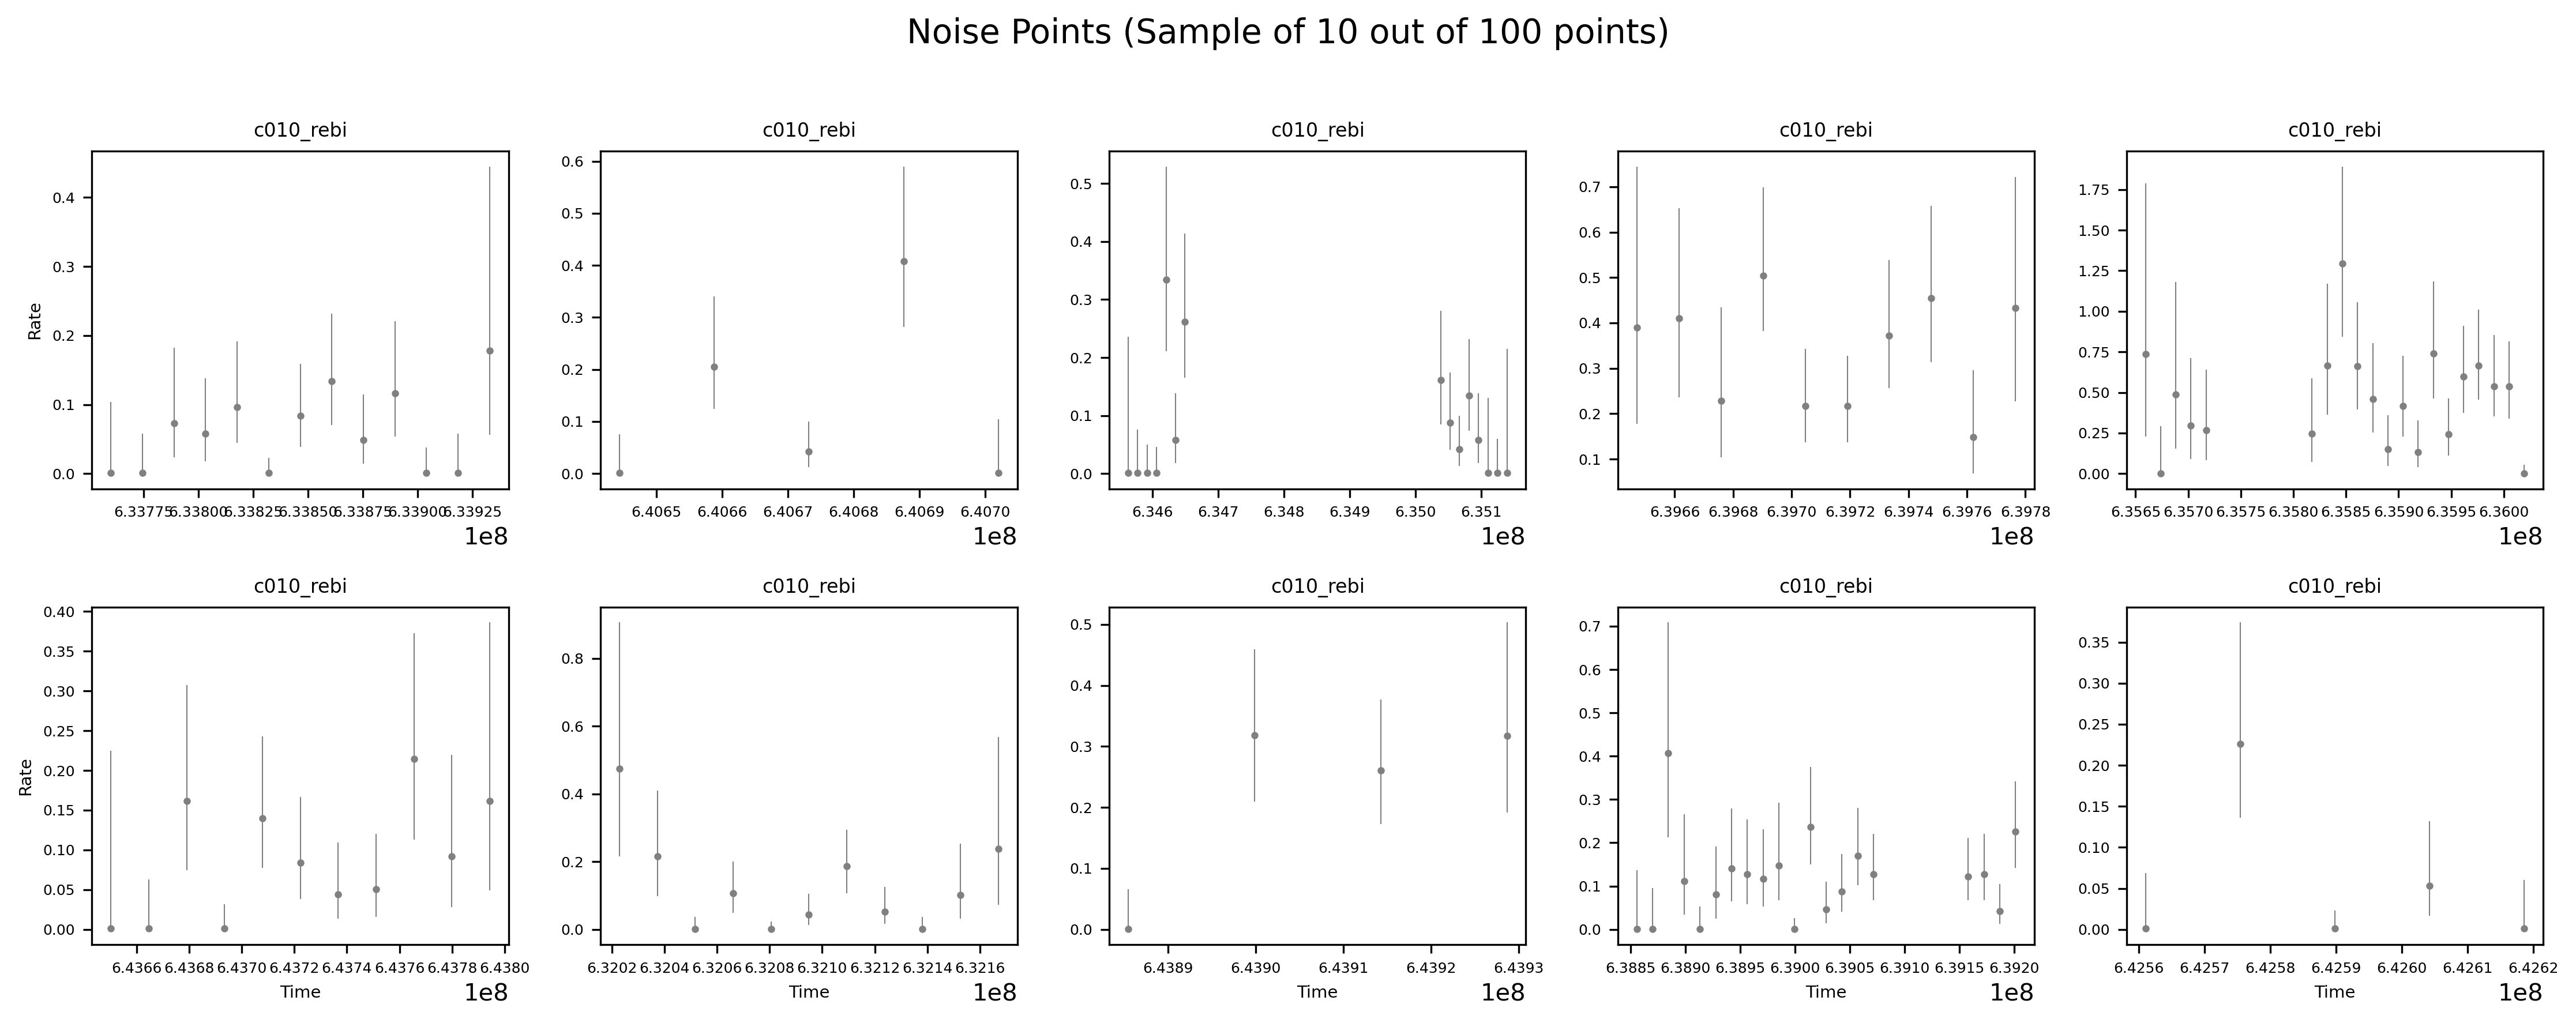 Noise Points (Sample of 10 out of 100 points)
c010_rebi c010_rebi c010_rebi c010_rebi c010_rebi
Rate
0.4
0.3
0.2
0.1
0.0
6.33775 6.33800 6.33825 6.33850 6.33875 6.33900 6.33925
1e8
0.6
0.5
0.4
0.3
0.2
0.1
0.0
6.4065 6.4066 6.4067 6.4068 6.4069 6.4070
1e8
0.5
0.4
0.3
0.2
0.1
0.0
6.346 6.347 6.348 6.349 6.350 6.351
1e8
0.7
0.6
0.5
0.4
0.3
0.2
0.1
6.3966 6.3968 6.3970 6.3972 6.3974 6.3976 6.3978
1e8
1.75
1.50
1.25
1.00
0.75
0.50
0.25
0.00
6.3565 6.3570 6.3575 6.3580 6.3585 6.3590 6.3595 6.3600
1e8
c010_rebi c010_rebi c010_rebi c010_rebi c010_rebi
Rate
0.40
0.35
0.30
0.25
0.20
0.15
0.10
0.05
0.00
6.4366 6.4368 6.4370 6.4372 6.4374 6.4376 6.4378 6.4380
Time
1e8
0.8
0.6
0.4
0.2
0.0
6.3202 6.3204 6.3206 6.3208 6.3210 6.3212 6.3214 6.3216
Time
1e8
0.5
0.4
0.3
0.2
0.1
0.0
6.4389 6.4390 6.4391 6.4392 6.4393
Time
1e8
0.7
0.6
0.5
0.4
0.3
0.2
0.1
0.0
6.3885 6.3890 6.3895 6.3900 6.3905 6.3910 6.3915 6.3920
Time
1e8
0.35
0.30
0.25
0.20
0.15
0.10
0.05
0.00
6.4256 6.4257 6.4258 6.4259 6.4260 6.4261 6.4262
Time
1e8